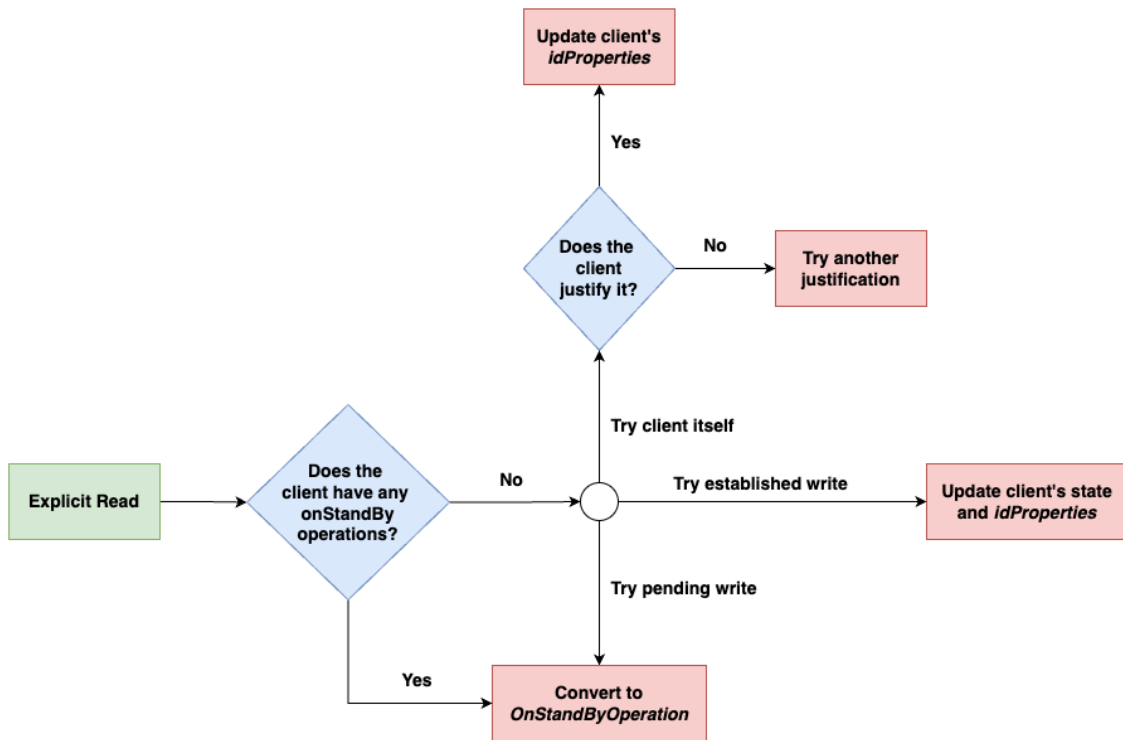 Update client's
idProperties
Yes
Does the
client
justify it?
No
Try another
justification
Try client itself
Explicit Read
Does the
client have any
onStandBy
operations?
No
Try established write
Update client's state
and idProperties
Try pending write
Yes
Convert to
OnStandByOperation